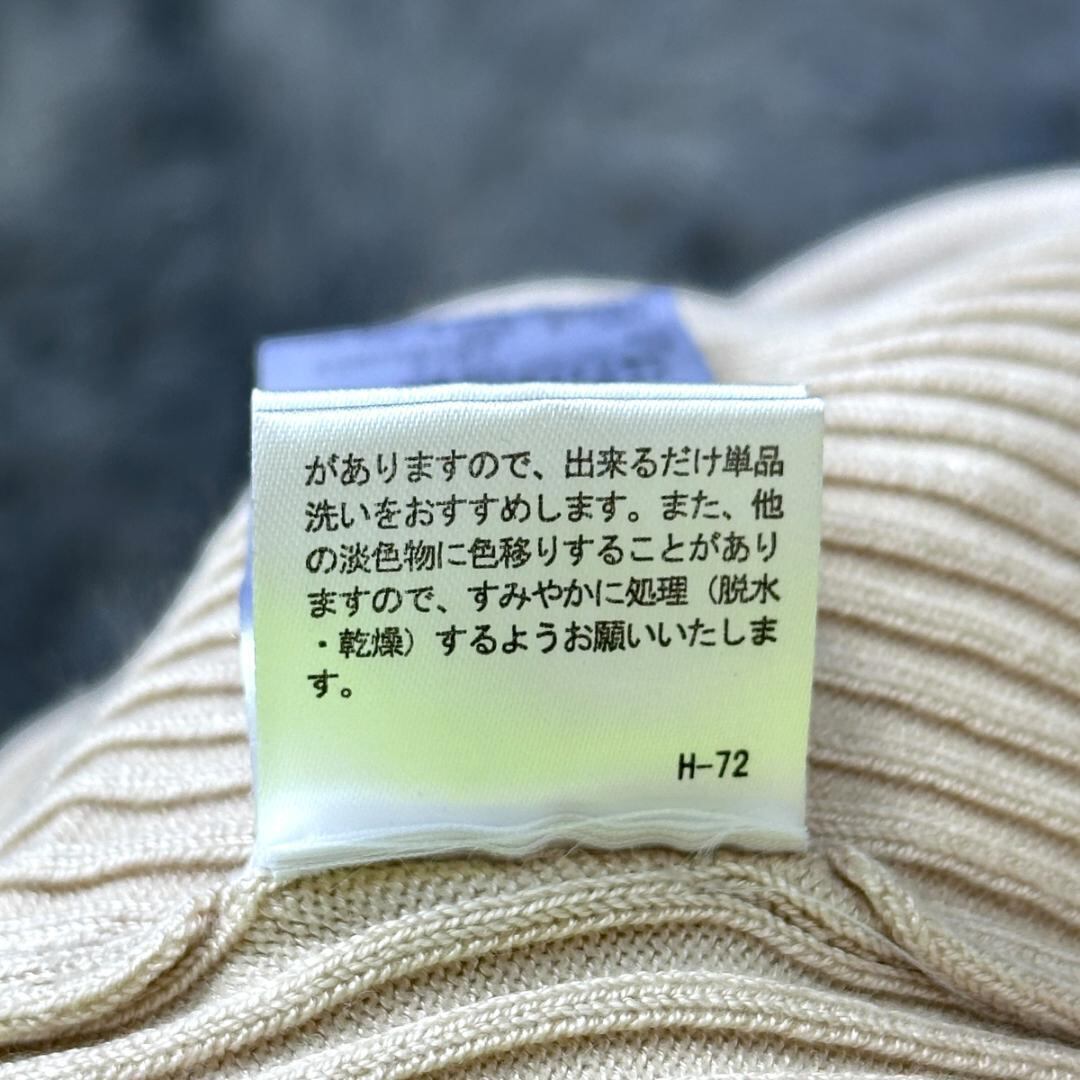 がありますので、出来るだけ単品
洗いをおすすめします。また、他
の淡色物に色移りすることがあり
ますので、すみやかに処理（脱水
・乾燥）するようお願いいたしま
す。
H-72